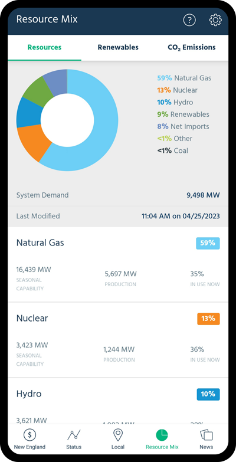 Resource Mix
Resources Renewables CO₂ Emissions
59% Natural Gas
13% Nuclear
10% Hydro
9% Renewables
8% Net Imports
<1% Other
<1% Coal
System Demand 9,498 MW
Last Modified 11:04 AM on 04/25/2023
Natural Gas 59%
16,439 MW 5,697 MW 35%
SEASONAL CAPABILITY PRODUCTION IN USE NOW
Nuclear 13%
3,423 MW 1,244 MW 36%
SEASONAL CAPABILITY PRODUCTION IN USE NOW
Hydro 10%
3,621 MW
New England Status Local Resource Mix News